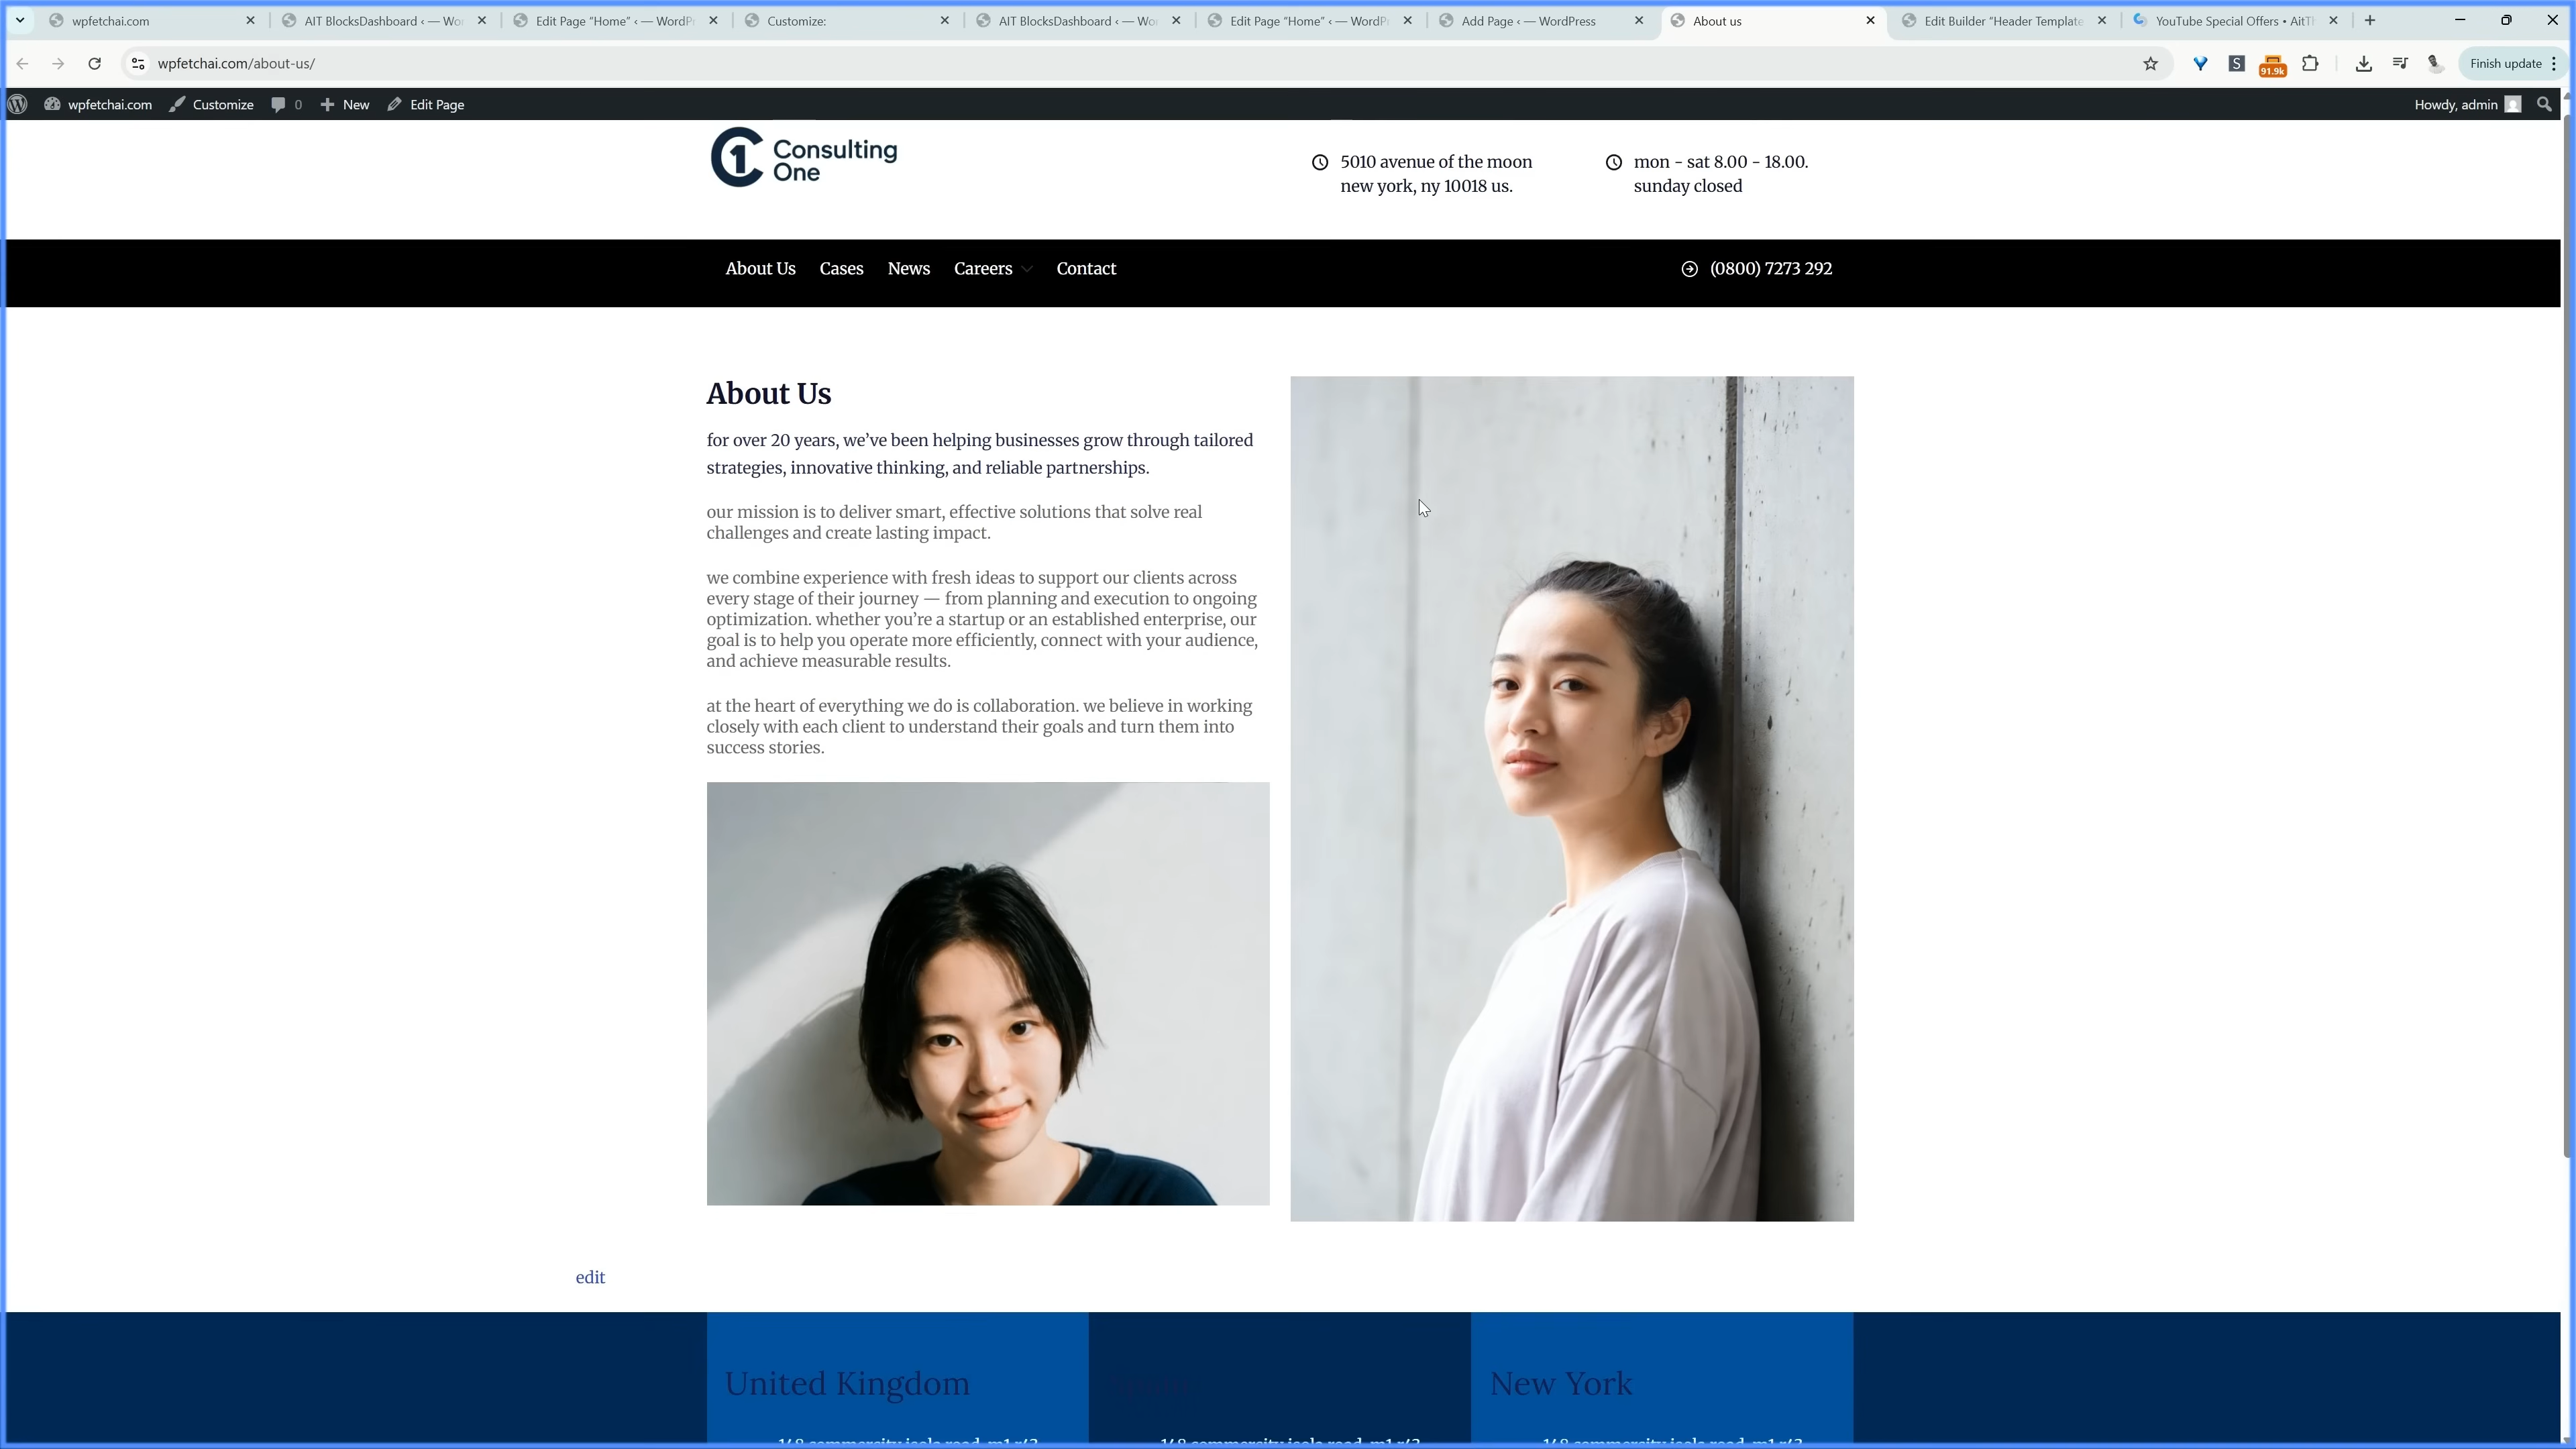 wpfetchai.com
AIT BlocksDashboard ‹ — Wor
Edit Page “Home” ‹ — WordPr
Customize:
AIT BlocksDashboard ‹ — Wor
Edit Page “Home” ‹ — WordPr
Add Page ‹ — WordPress
About us
Edit Builder “Header Template
YouTube Special Offers • AitTh
wpfetchai.com/about-us/
S
91.9k
Finish update
wpfetchai.com
Customize
0
New
Edit Page
Howdy, admin
C1 Consulting
One
5010 avenue of the moon
new york, ny 10018 us.
mon - sat 8.00 - 18.00.
sunday closed
About Us
Cases
News
Careers
Contact
(0800) 7273 292
About Us
for over 20 years, we’ve been helping businesses grow through tailored
strategies, innovative thinking, and reliable partnerships.
our mission is to deliver smart, effective solutions that solve real
challenges and create lasting impact.
we combine experience with fresh ideas to support our clients across
every stage of their journey — from planning and execution to ongoing
optimization. whether you’re a startup or an established enterprise, our
goal is to help you operate more efficiently, connect with your audience,
and achieve measurable results.
at the heart of everything we do is collaboration. we believe in working
closely with each client to understand their goals and turn them into
success stories.
edit
United Kingdom
New York